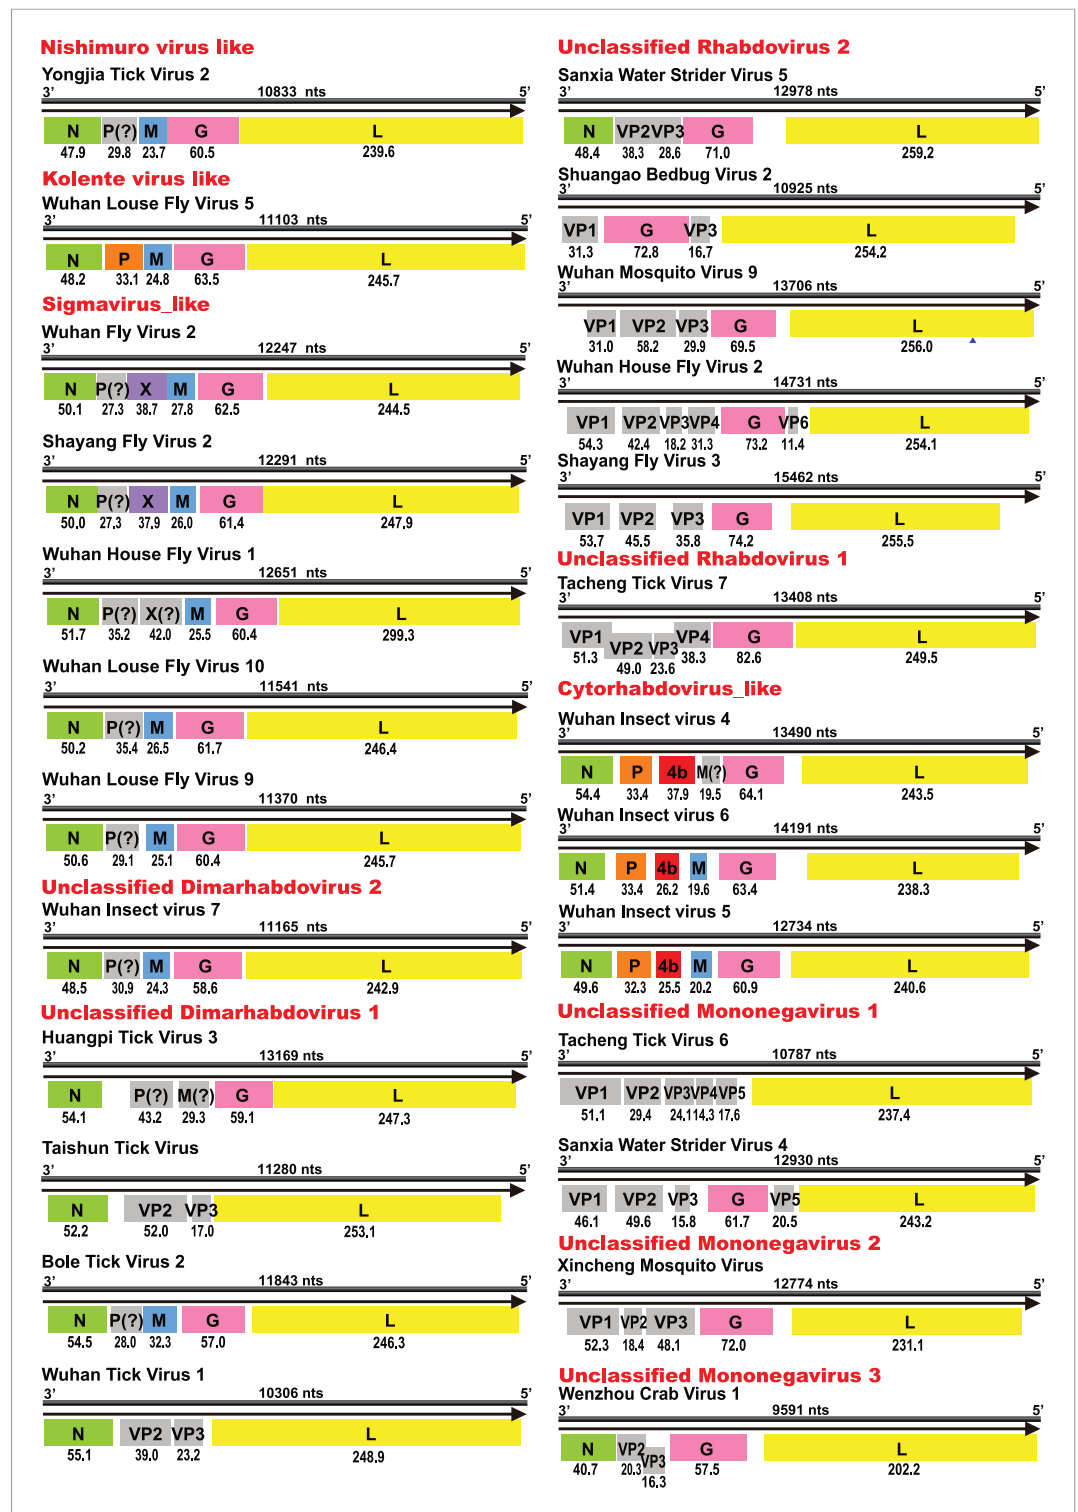 Nishimuro virus like
Yongjia Tick Virus 2
3’ 10833 nts 5’
N P(?) M G L
47.9 29.8 23.7 60.5 239.6
Kolente virus like
Wuhan Louse Fly Virus 5
3’ 11103 nts 5’
N P M G L
48.2 33.1 24.8 63.5 245.7
Sigmavirus_like
Wuhan Fly Virus 2
3’ 12247 nts 5’
N P(?) X M G L
50.1 27.3 38.7 27.8 62.5 244.5
Shayang Fly Virus 2
3’ 12291 nts 5’
N P(?) X M G L
50.0 27.3 37.9 26.0 61.4 247.9
Wuhan House Fly Virus 1
3’ 12651 nts 5’
N P(?) X(?) M G L
51.7 35.2 42.0 25.5 60.4 299.3
Wuhan Louse Fly Virus 10
3’ 11541 nts 5’
N P(?) M G L
50.2 35.4 26.5 61.7 246.4
Wuhan Louse Fly Virus 9
3’ 11370 nts 5’
N P(?) M G L
50.6 29.1 25.1 60.4 245.7
Unclassified Dimarhabdovirus 2
Wuhan Insect virus 7
3’ 11165 nts 5’
N P(?) M G L
48.5 30.9 24.3 58.6 242.9
Unclassified Dimarhabdovirus 1
Huangpi Tick Virus 3
3’ 13169 nts 5’
N P(?) M(?) G L
54.1 43.2 29.3 59.1 247.3
Taishun Tick Virus
3’ 11280 nts 5’
N VP2 VP3 L
52.2 52.0 17.0 253.1
Bole Tick Virus 2
3’ 11843 nts 5’
N P(?) M G L
54.5 28.0 32.3 57.0 246.3
Wuhan Tick Virus 1
3’ 10306 nts 5’
N VP2 VP3 L
55.1 39.0 23.2 248.9
Unclassified Rhabdovirus 2
Sanxia Water Strider Virus 5
3’ 12978 nts 5’
N VP2 VP3 G L
48.4 38.3 28.6 71.0 259.2
Shuangao Bedbug Virus 2
3’ 10925 nts 5’
VP1 G VP3 L
31.3 72.8 16.7 254.2
Wuhan Mosquito Virus 9
3’ 13706 nts 5’
VP1 VP2 VP3 G L
31.0 58.2 29.9 69.5 256.0
Wuhan House Fly Virus 2
3’ 14731 nts 5’
VP1 VP2 VP3 VP4 G VP6 L
54.3 42.4 18.2 31.3 73.2 11.4 254.1
Shayang Fly Virus 3
3’ 15462 nts 5’
VP1 VP2 VP3 G L
53.7 45.5 35.8 74.2 255.5
Unclassified Rhabdovirus 1
Tacheng Tick Virus 7
3’ 13408 nts 5’
VP1 VP2 VP3 VP4 G L
51.3 49.0 23.6 38.3 82.6 249.5
Cytorhabdovirus_like
Wuhan Insect virus 4
3’ 13490 nts 5’
N P 4b M(?) G L
54.4 33.4 37.9 19.5 64.1 243.5
Wuhan Insect virus 6
3’ 14191 nts 5’
N P 4b M G L
51.4 33.4 26.2 19.6 63.4 238.3
Wuhan Insect virus 5
3’ 12734 nts 5’
N P 4b M G L
49.6 32.3 25.5 20.2 60.9 240.6
Unclassified Mononegavirus 1
Tacheng Tick Virus 6
3’ 10787 nts 5’
VP1 VP2 VP3 VP4 VP5 L
51.1 29.4 24.1 14.3 17.6 237.4
Sanxia Water Strider Virus 4
3’ 12930 nts 5’
VP1 VP2 VP3 G VP5 L
46.1 49.6 15.8 61.7 20.5 243.2
Unclassified Mononegavirus 2
Xincheng Mosquito Virus
3’ 12774 nts 5’
VP1 VP2 VP3 G L
52.3 18.4 48.1 72.0 231.1
Unclassified Mononegavirus 3
Wenzhou Crab Virus 1
3’ 9591 nts 5’
N VP2 VP3 G L
40.7 20.3 16.3 57.5 202.2